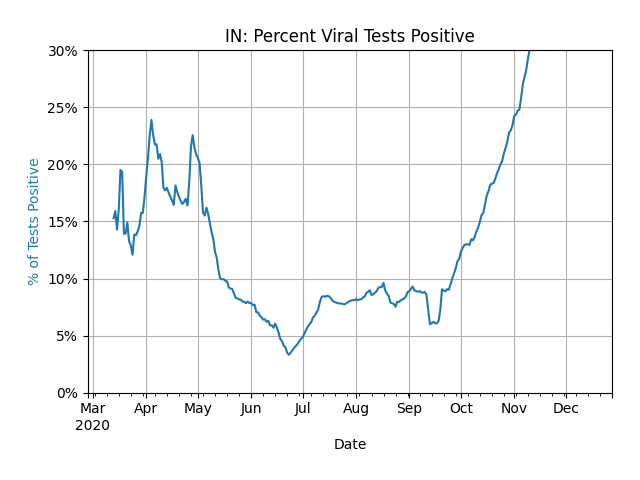 IN: Percent Viral Tests Positive
30%
25%
20%
15%
10%
5%
0%
% of Tests Positive
Mar Apr May Jun Jul Aug Sep Oct Nov Dec
2020
Date